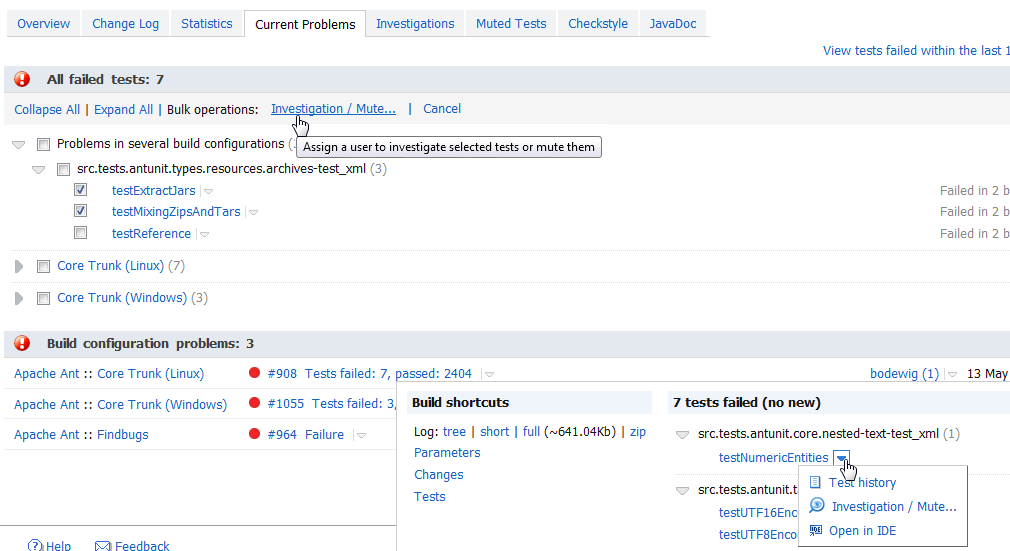 Overview Change Log Statistics Current Problems Investigations Muted Tests Checkstyle JavaDoc
View tests failed within the last 1
All failed tests: 7
Collapse All | Expand All | Bulk operations: Investigation / Mute... | Cancel
Problems in several build configurations
Assign a user to investigate selected tests or mute them
src.tests.antunit.types.resources.archives-test_xml (3)
testExtractJars Failed in 2 b
testMixingZipsAndTars Failed in 2 b
testReference Failed in 2 b
Core Trunk (Linux) (7)
Core Trunk (Windows) (3)
Build configuration problems: 3
Apache Ant :: Core Trunk (Linux) #908 Tests failed: 7, passed: 2404 bodewig (1) 13 May
Apache Ant :: Core Trunk (Windows) #1055 Tests failed: 3,
Apache Ant :: Findbugs #964 Failure
Build shortcuts
Log: tree | short | full (~641.04Kb) | zip
Parameters
Changes
Tests
7 tests failed (no new)
src.tests.antunit.core.nested-text-test_xml (1)
testNumericEntities
src.tests.antunit.t
testUTF16Enc
testUTF8Enco
Test history
Investigation / Mute...
Open in IDE
Help Feedback